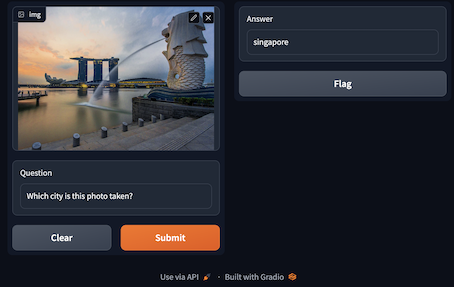 img
Question
Which city is this photo taken?
Clear
Submit
Answer
singapore
Flag
Use via API
· Built with Gradio